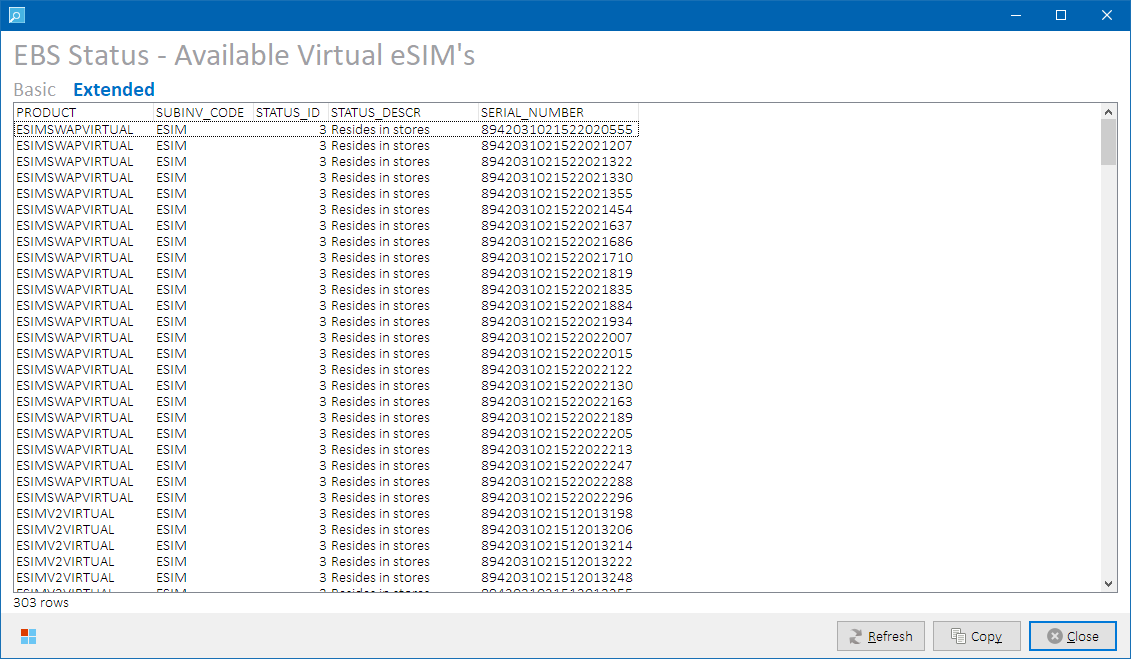 EBS Status - Available Virtual eSIM's
Basic Extended
PRODUCT SUBINV_CODE STATUS_ID STATUS_DESCR SERIAL_NUMBER
ESIMSWAPVIRTUAL ESIM 3 Resides in stores 8942031021522020555
ESIMSWAPVIRTUAL ESIM 3 Resides in stores 8942031021522021207
ESIMSWAPVIRTUAL ESIM 3 Resides in stores 8942031021522021322
ESIMSWAPVIRTUAL ESIM 3 Resides in stores 8942031021522021330
ESIMSWAPVIRTUAL ESIM 3 Resides in stores 8942031021522021355
ESIMSWAPVIRTUAL ESIM 3 Resides in stores 8942031021522021454
ESIMSWAPVIRTUAL ESIM 3 Resides in stores 8942031021522021637
ESIMSWAPVIRTUAL ESIM 3 Resides in stores 8942031021522021686
ESIMSWAPVIRTUAL ESIM 3 Resides in stores 8942031021522021710
ESIMSWAPVIRTUAL ESIM 3 Resides in stores 8942031021522021819
ESIMSWAPVIRTUAL ESIM 3 Resides in stores 8942031021522021835
ESIMSWAPVIRTUAL ESIM 3 Resides in stores 8942031021522021884
ESIMSWAPVIRTUAL ESIM 3 Resides in stores 8942031021522021934
ESIMSWAPVIRTUAL ESIM 3 Resides in stores 8942031021522022007
ESIMSWAPVIRTUAL ESIM 3 Resides in stores 8942031021522022015
ESIMSWAPVIRTUAL ESIM 3 Resides in stores 8942031021522022122
ESIMSWAPVIRTUAL ESIM 3 Resides in stores 8942031021522022130
ESIMSWAPVIRTUAL ESIM 3 Resides in stores 8942031021522022163
ESIMSWAPVIRTUAL ESIM 3 Resides in stores 8942031021522022189
ESIMSWAPVIRTUAL ESIM 3 Resides in stores 8942031021522022205
ESIMSWAPVIRTUAL ESIM 3 Resides in stores 8942031021522022213
ESIMSWAPVIRTUAL ESIM 3 Resides in stores 8942031021522022247
ESIMSWAPVIRTUAL ESIM 3 Resides in stores 8942031021522022288
ESIMSWAPVIRTUAL ESIM 3 Resides in stores 8942031021522022296
ESIMV2VIRTUAL ESIM 3 Resides in stores 8942031021512013198
ESIMV2VIRTUAL ESIM 3 Resides in stores 8942031021512013206
ESIMV2VIRTUAL ESIM 3 Resides in stores 8942031021512013214
ESIMV2VIRTUAL ESIM 3 Resides in stores 8942031021512013222
ESIMV2VIRTUAL ESIM 3 Resides in stores 8942031021512013248
303 rows
Refresh Copy Close